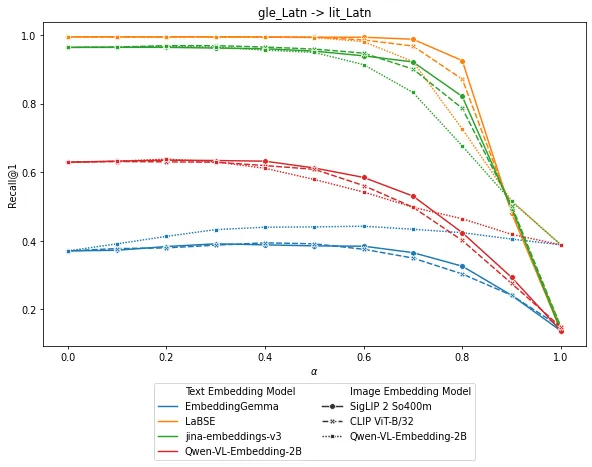 gle_Latn -> lit_Latn
Recall@1
1.0
0.8
0.6
0.4
0.2
0.0 0.2 0.4 0.6 0.8 1.0
α
Text Embedding Model Image Embedding Model
EmbeddingGemma SigLIP 2 So400m
LaBSE CLIP ViT-B/32
jina-embeddings-v3 Qwen-VL-Embedding-2B
Qwen-VL-Embedding-2B